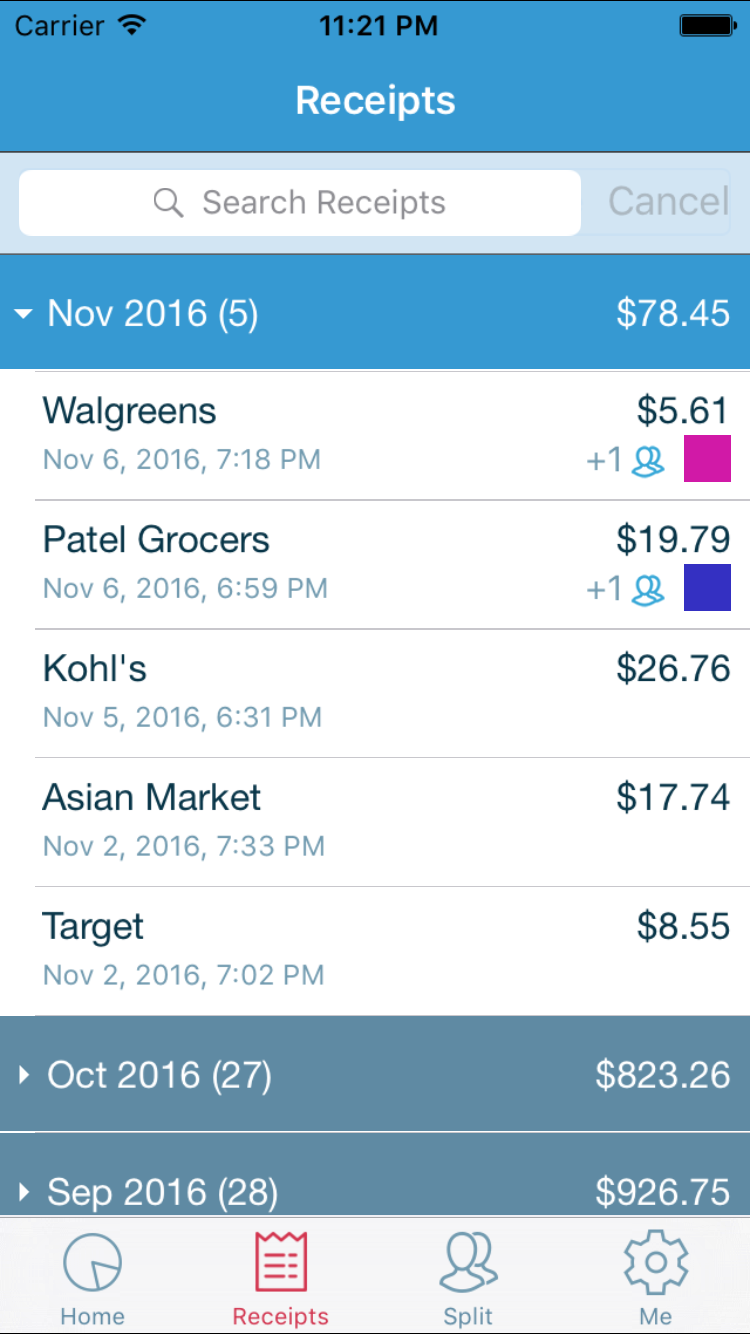 Carrier 11:21 PM
Receipts
Search Receipts Cancel
Nov 2016 (5) $78.45
Walgreens $5.61
Nov 6, 2016, 7:18 PM +1
Patel Grocers $19.79
Nov 6, 2016, 6:59 PM +1
Kohl's $26.76
Nov 5, 2016, 6:31 PM
Asian Market $17.74
Nov 2, 2016, 7:33 PM
Target $8.55
Nov 2, 2016, 7:02 PM
Oct 2016 (27) $823.26
Sep 2016 (28) $926.75
Home Receipts Split Me